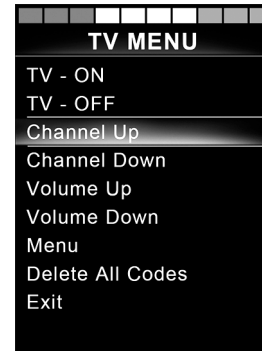 TV MENU
TV - ON
TV - OFF
Channel Up
Channel Down
Volume Up
Volume Down
Menu
Delete All Codes
Exit